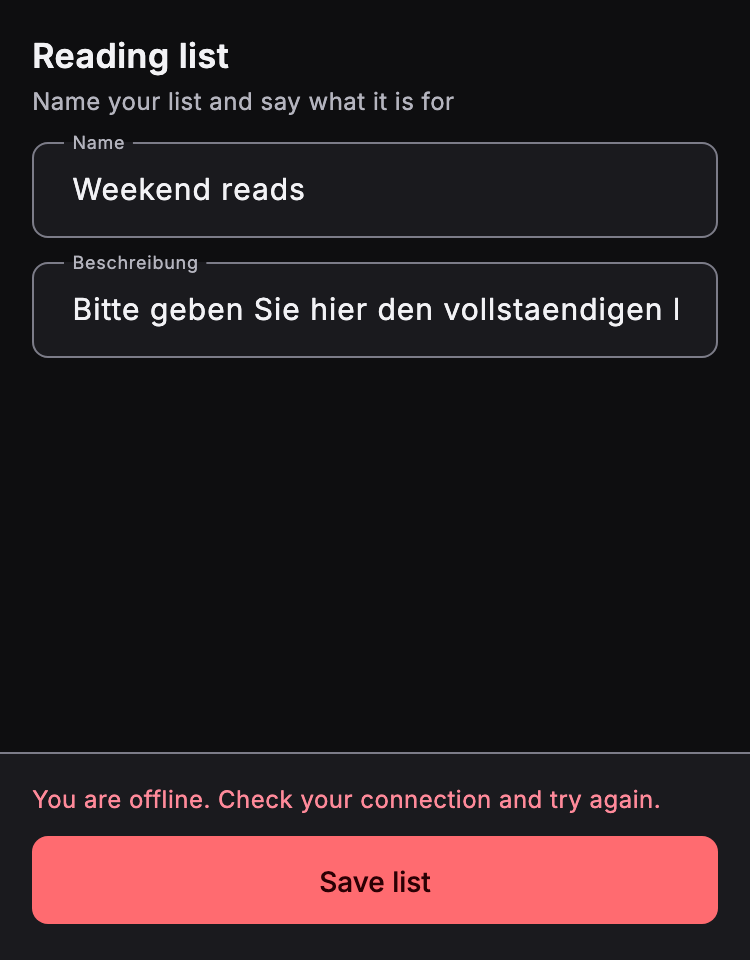 Reading list
Name your list and say what it is for
Name
Weekend reads
Beschreibung
Bitte geben Sie hier den vollstaendigen
You are offline. Check your connection and try again.
Save list